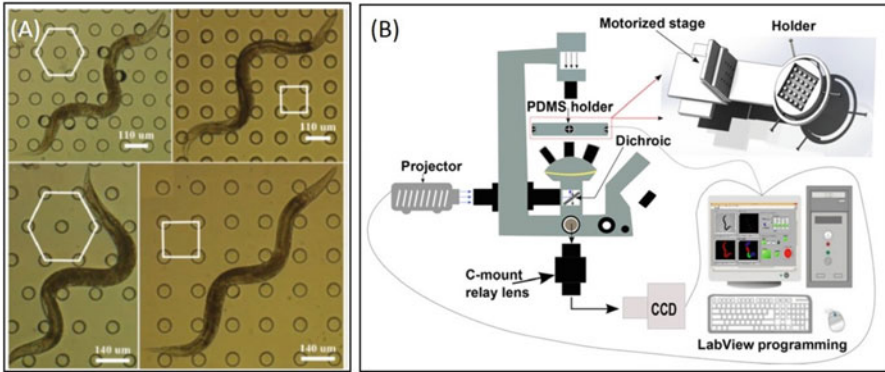 (A)
110 um
110 um
140 um
140 um
(B)
Motorized stage
Holder
PDMS holder
Dichroic
Projector
C-mount
relay lens
CCD
LabView programming